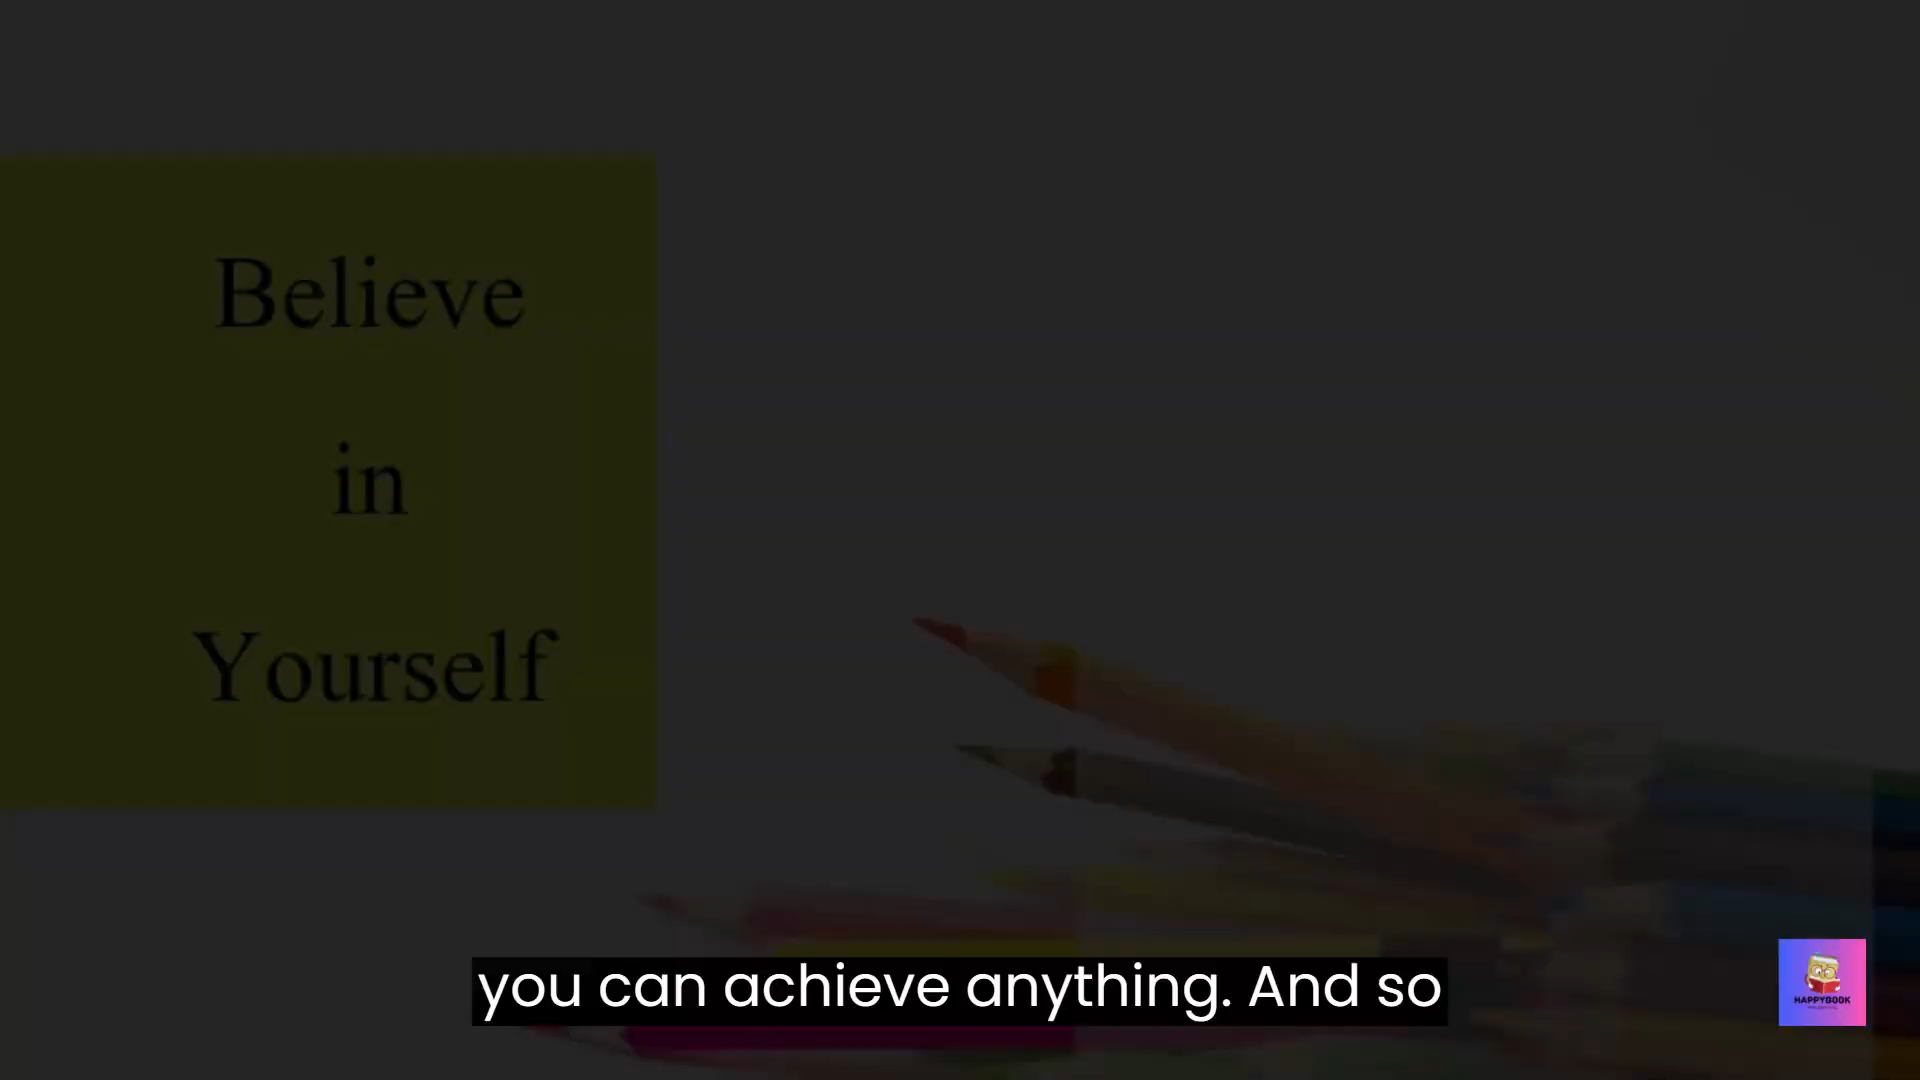 Believe
in
Yourself
you can achieve anything. And so
HAPPYBOOK